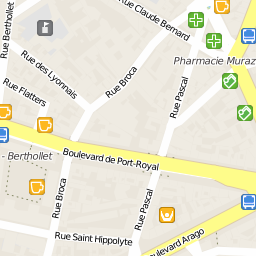 Rue Claude Bernard
Rue Berthollet
Rue des Lyonnais
Rue Broca
Pharmacie Muraz
Rue Flatters
Rue Pascal
Boulevard de Port-Royal
Berthollet
Rue Broca
Rue Pascal
Rue Saint Hippolyte
Boulevard Arago